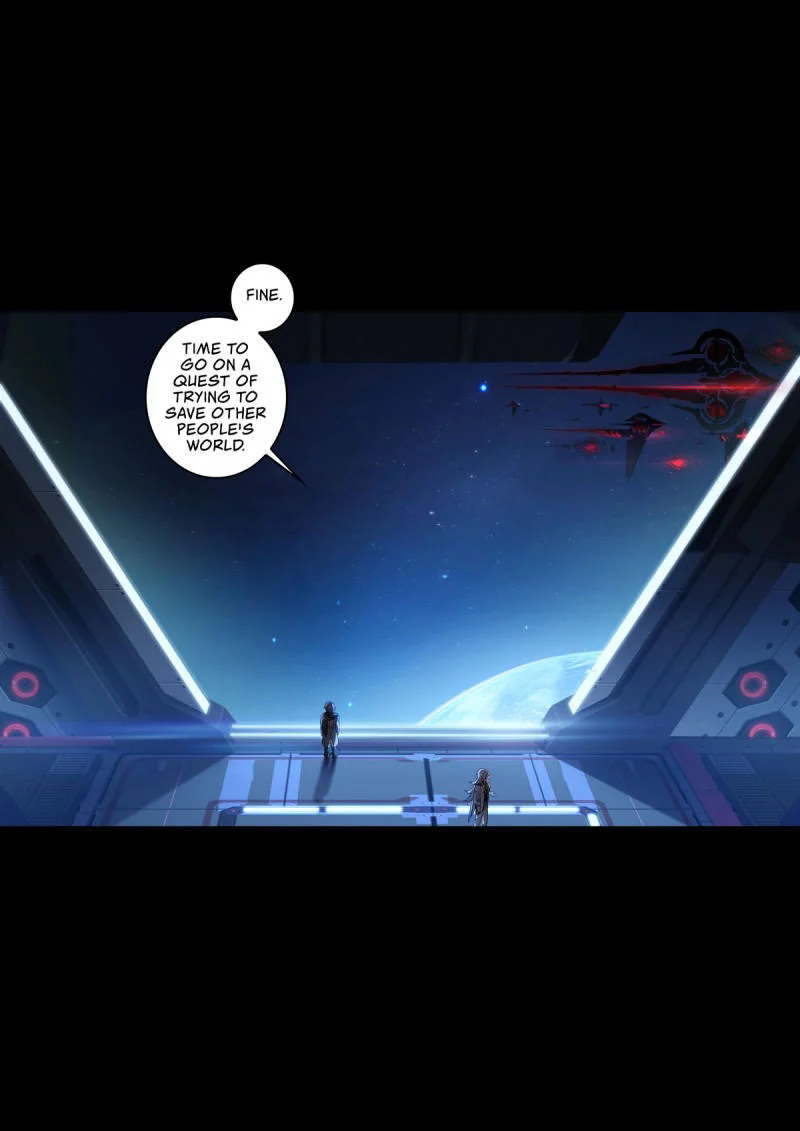 FINE.
TIME TO
GO ON A
QUEST OF
TRYING TO
SAVE OTHER
PEOPLE'S
WORLD.